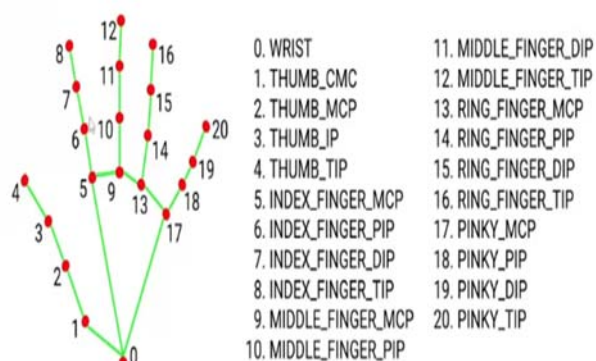 12
8
16
11
7
15
20
6
10
14
19
4
5
9
13
18
3
17
2
1
0
0. WRIST
1. THUMB_CMC
2. THUMB_MCP
3. THUMB_IP
4. THUMB_TIP
5. INDEX_FINGER_MCP
6. INDEX_FINGER_PIP
7. INDEX_FINGER_DIP
8. INDEX_FINGER_TIP
9. MIDDLE_FINGER_MCP
10. MIDDLE_FINGER_PIP
11. MIDDLE_FINGER_DIP
12. MIDDLE_FINGER_TIP
13. RING_FINGER_MCP
14. RING_FINGER_PIP
15. RING_FINGER_DIP
16. RING_FINGER_TIP
17. PINKY_MCP
18. PINKY_PIP
19. PINKY_DIP
20. PINKY_TIP